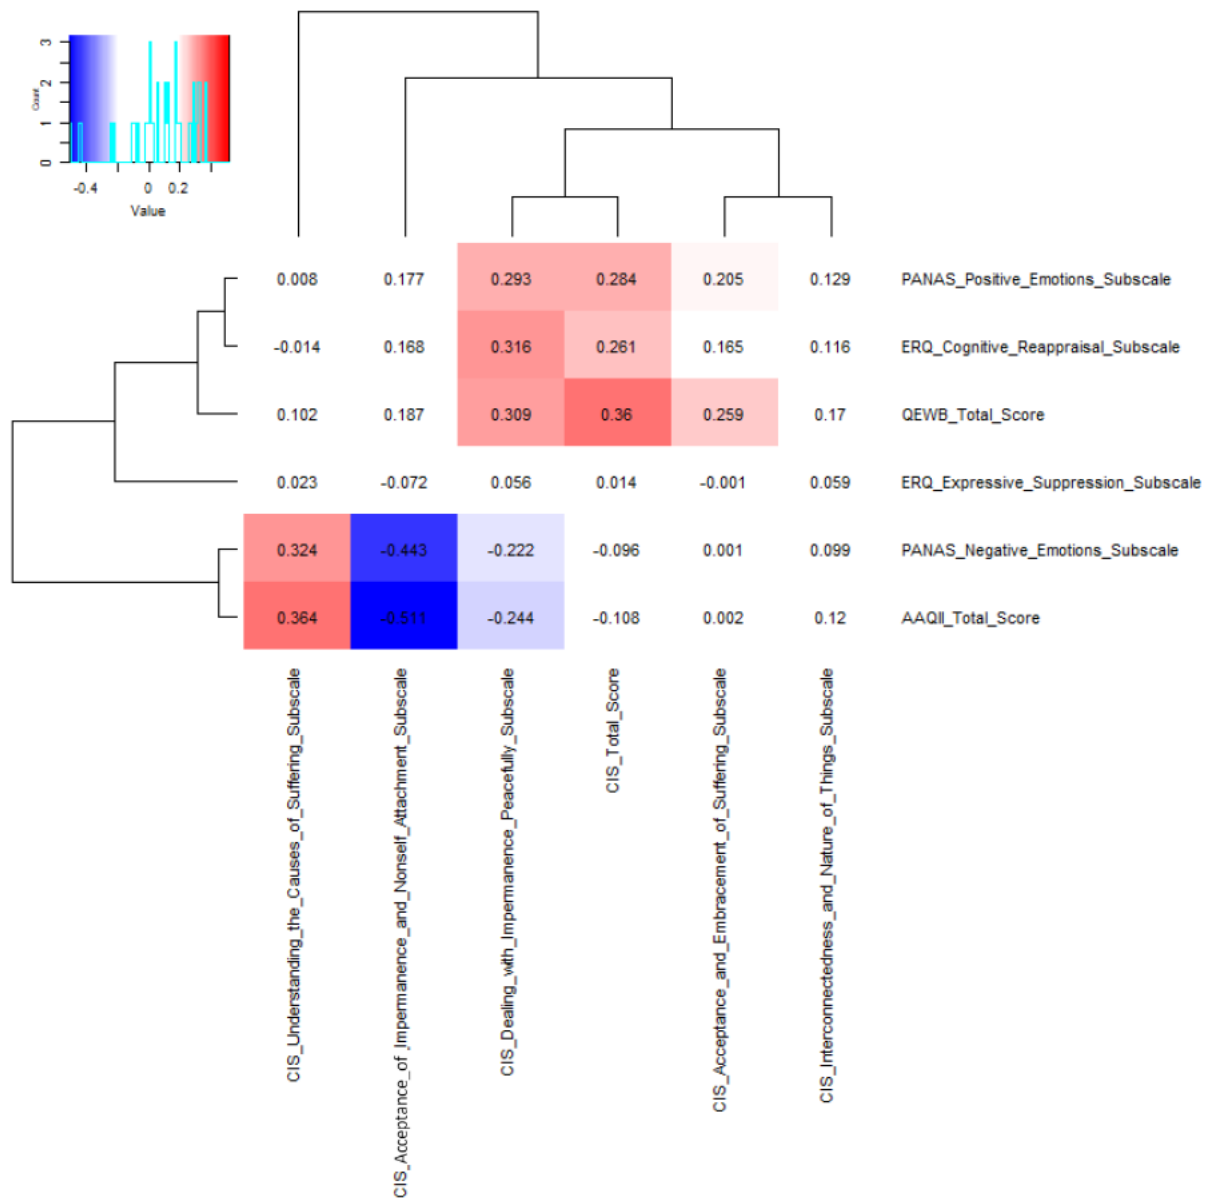 3
2
1
0
Count
-0.4 0 0.2
Value
0.008 0.177 0.293 0.284 0.205 0.129 PANAS_Positive_Emotions_Subscale
-0.014 0.168 0.316 0.261 0.165 0.116 ERQ_Cognitive_Reappraisal_Subscale
0.102 0.187 0.309 0.36 0.259 0.17 QEWB_Total_Score
0.023 -0.072 0.056 0.014 -0.001 0.059 ERQ_Expressive_Suppression_Subscale
0.324 -0.443 -0.222 -0.096 0.001 0.099 PANAS_Negative_Emotions_Subscale
0.364 -0.511 -0.244 -0.108 0.002 0.12 AAQII_Total_Score
CIS_Understanding_the_Causes_of_Suffering_Subscale
CIS_Acceptance_of_Impermanence_and_Nonself_Attachment_Subscale
CIS_Dealing_with_Impermanence_Peacefully_Subscale
CIS_Total_Score
CIS_Acceptance_and_Embracement_of_Suffering_Subscale
CIS_Interconnectedness_and_Nature_of_Things_Subscale